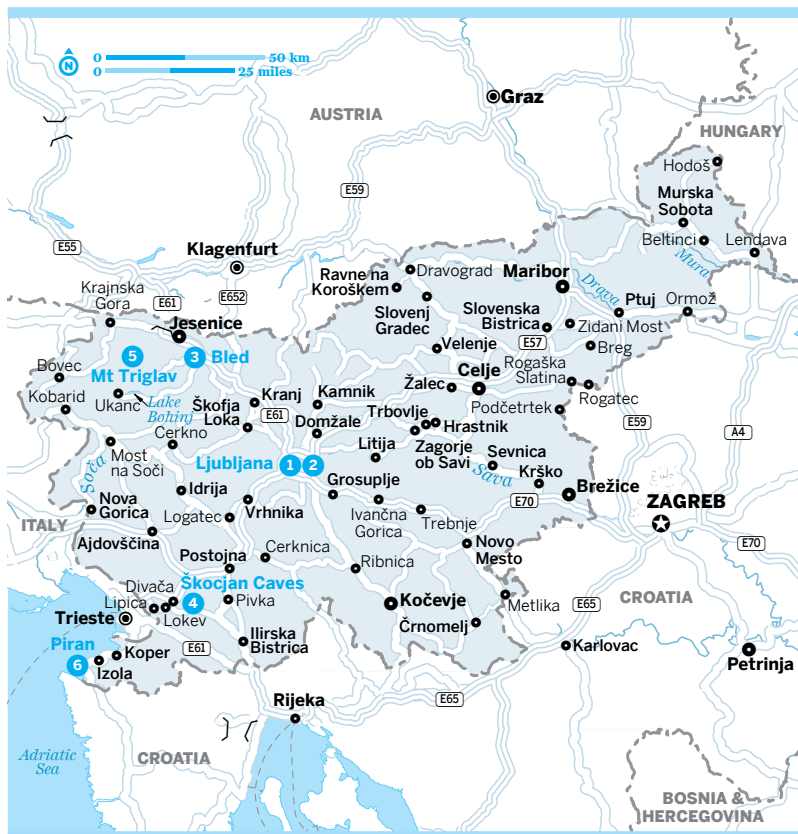 0
50 km
N
0
25 miles
Graz
AUSTRIA
HUNGARY
Hodoš
E59
Murska
Sobota
E55
Beltinci
Lendava
Klagenfurt
Mura
Dravograd
Ravne na
Koroškem
Maribor
Drava
Krajnska
Gora
E61
E652
Slovenj
Gradec
Slovenska
Bistrica
Ptuj
Ormož
Jesenice
Zidani Most
Velenje
E57
Breg
5
3
Bled
Bovec
Mt Triglav
Celje
Rogaška
Slatina
Žalec
Rogatec
Kobarid
Ukanc
Lake
Bohinj
Kranj
Kamnik
Škofja
Loka
E61
Domžale
Trbovlje
Podčetrtek
Hrastnik
E59
A4
Cerkno
Most
na Soči
Litija
Zagorje
ob Savi
Sevnica
Ljubljana
1
2
Sava
Krško
Soča
Idrija
Grosuplje
Brežice
Nova
Gorica
Vrhnika
E70
ZAGREB
Logatec
Ivančna
Gorica
Trebnje
ITALY
Ajdovščina
E70
Postojna
Cerknica
Ribnica
Novo
Mesto
Divača
Škocjan Caves
Lipica
4
Pivka
Kočevje
Metlika
E65
CROATIA
Trieste
Lokev
Črnomelj
Piran
Koper
E61
Ilirska
Bistrica
Karlovac
6
Izola
Petrinja
Rijeka
E65
Adriatic
Sea
CROATIA
BOSNIA &
HERCEGOVINA